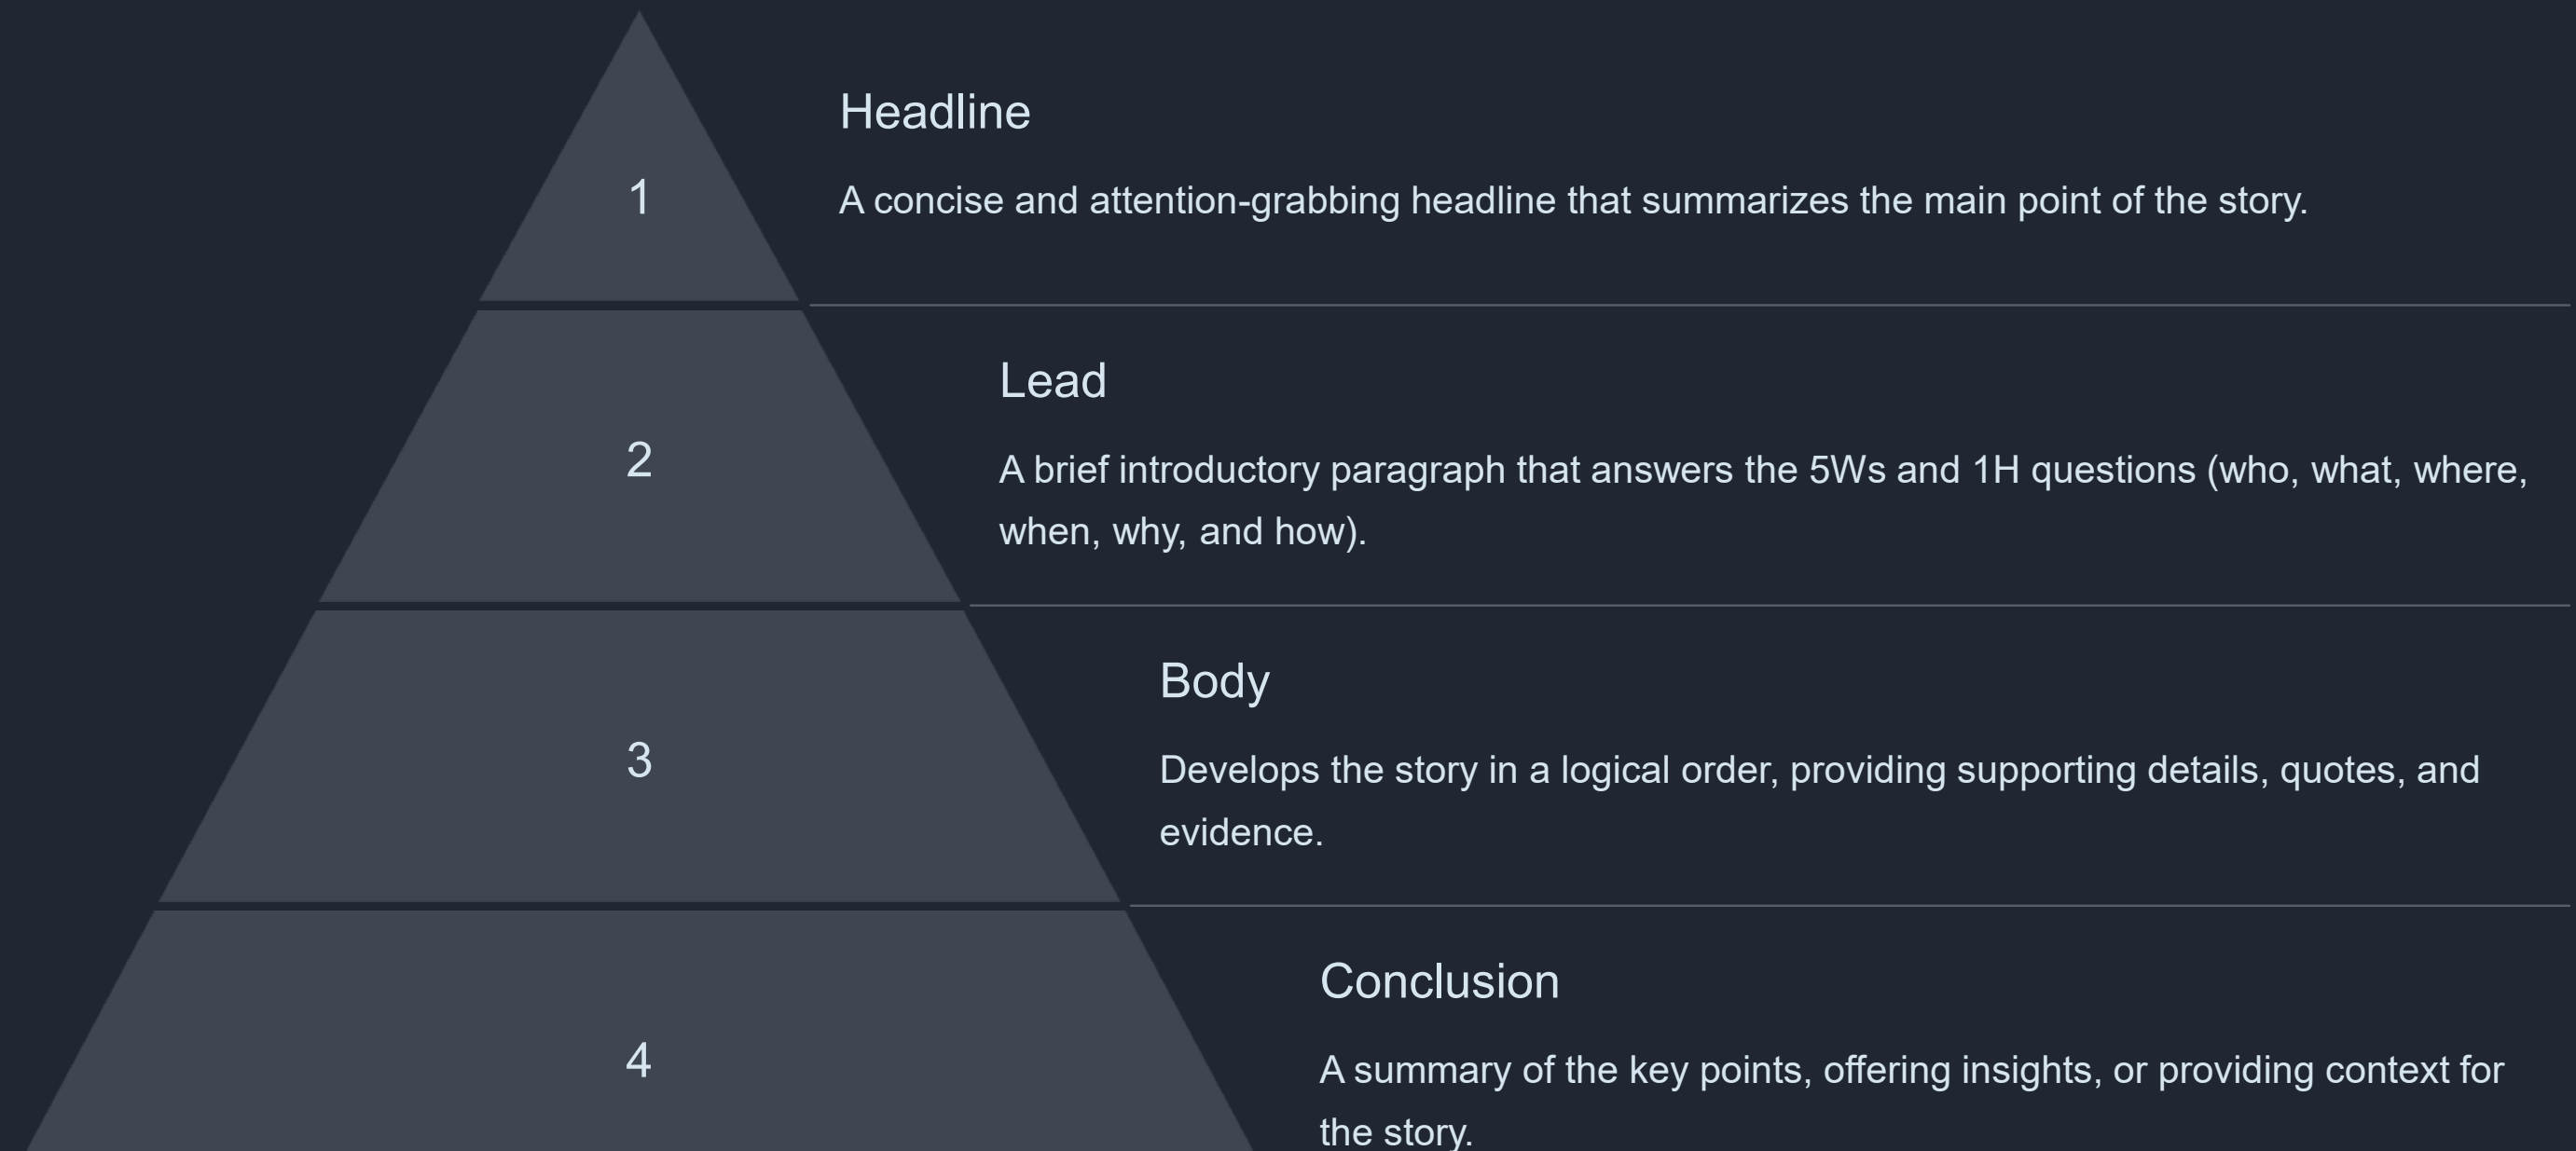 1
Headline
A concise and attention-grabbing headline that summarizes the main point of the story.
2
Lead
A brief introductory paragraph that answers the 5Ws and 1H questions (who, what, where,
when, why, and how).
3
Body
Develops the story in a logical order, providing supporting details, quotes, and
evidence.
4
Conclusion
A summary of the key points, offering insights, or providing context for
the story.